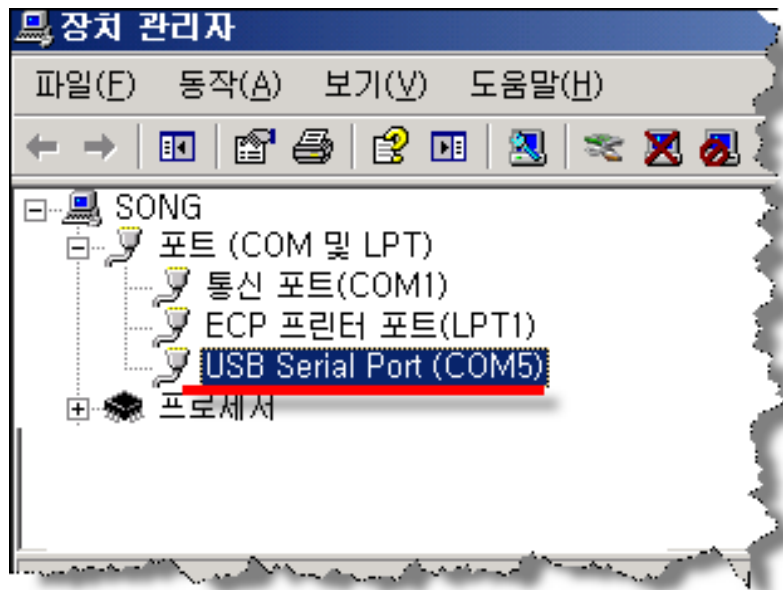 장치 관리자
파일(F) 동작(A) 보기(V) 도움말(H)
SONG
포트 (COM 및 LPT)
통신 포트(COM1)
ECP 프린터 포트(LPT1)
USB Serial Port (COM5)
프로세서